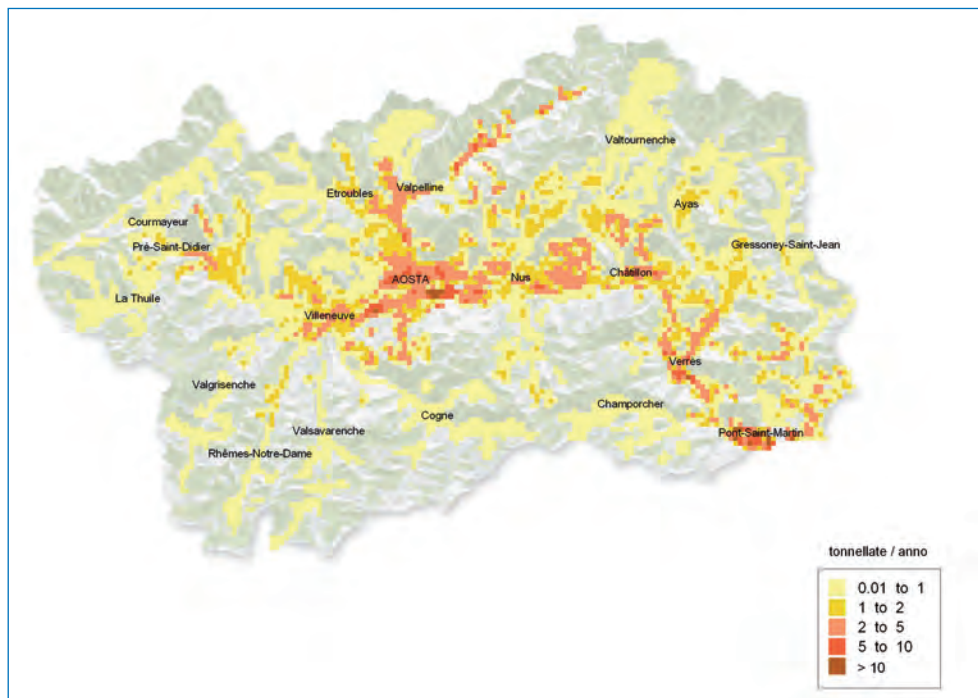 Valtournenche
Etroubles
Valpelline
Ayas
Courmayeur
Pré-Saint-Didier
Gressoney-Saint-Jean
AOSTA
Nus
Châtillon
La Thuile
Villeneuve
Verrès
Valgrisenche
Champorcher
Cogne
Valsavarenche
Pont-Saint-Martin
Rhêmes-Notre-Dame
tonnellate / anno
0.01 to 1
1 to 2
2 to 5
5 to 10
> 10